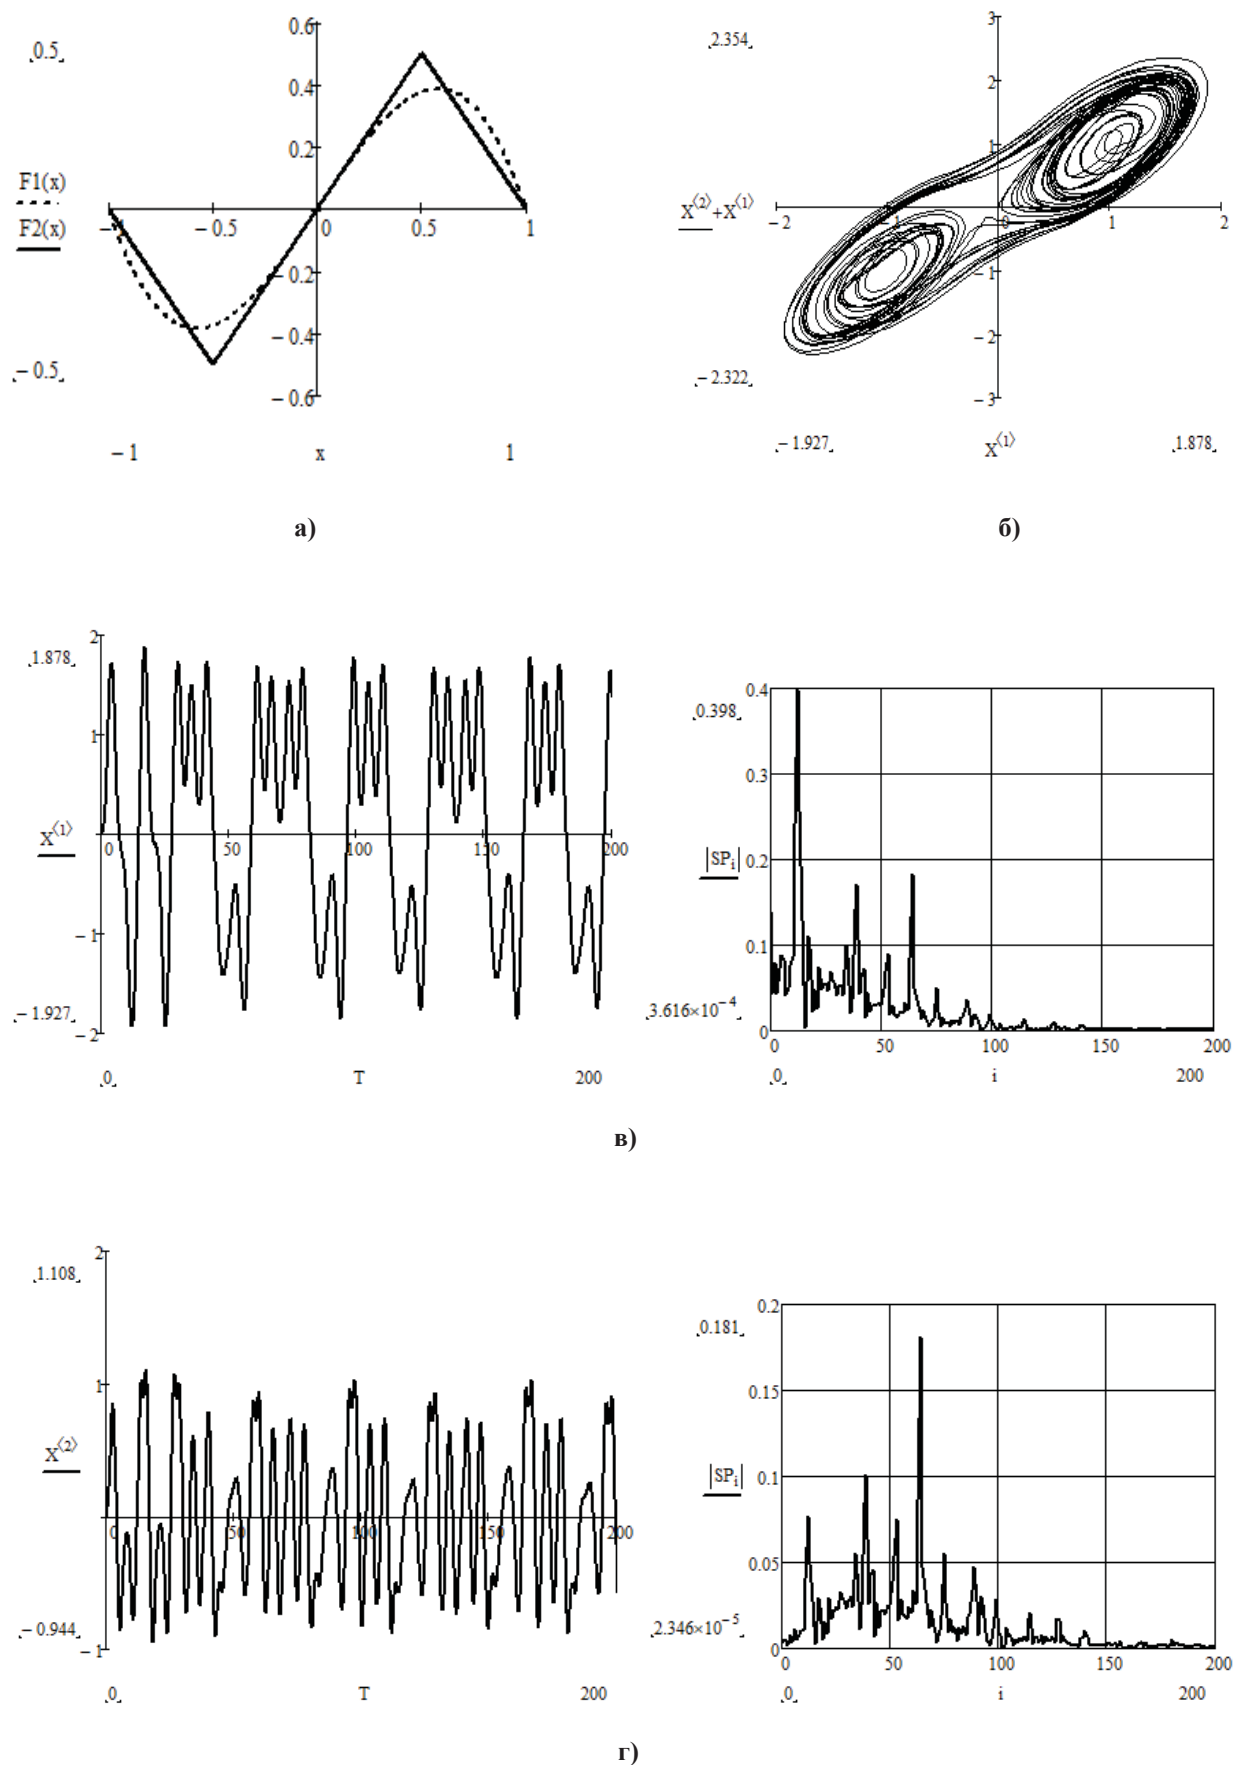 0.5
0.6
0.4
0.2
F1(x)
F2(x)
−1 −0.5 0 0.5 1
−0.2
−0.4
−0.6
−0.5
−1 x 1
а)
2.354
3
2
1
X⟨2⟩+X⟨1⟩
−2 −1 0 1 2
−1
−2
−3
−2.322
−1.927 X⟨1⟩ 1.878
б)
1.878
2
1
X⟨1⟩
0 50 100 150 200
−1
−1.927
−2
0 T 200
0.398
0.4
0.3
|SPi| 0.2
0.1
3.616×10−4
0
0 50 100 150 200
0 i 200
в)
1.108
2
1
X⟨2⟩
0 50 100 150 200
−0.944
−1
0 T 200
0.181
0.2
0.15
|SPi| 0.1
0.05
2.346×10−5
0
0 50 100 150 200
0 i 200
г)